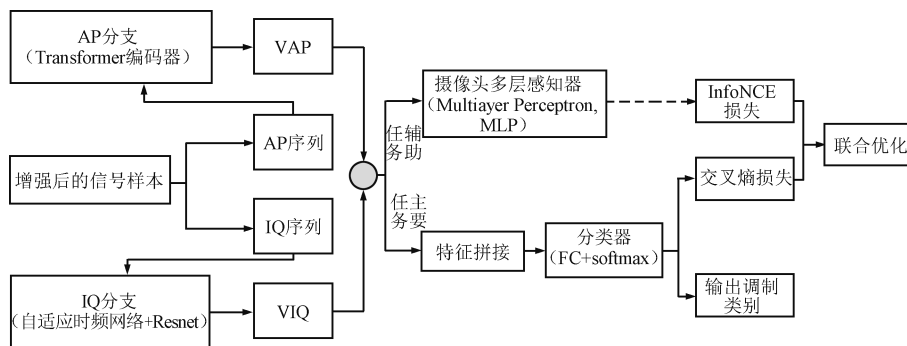 AP分支
（Transformer编码器）
VAP
增强后的信号样本
AP序列
IQ序列
IQ分支
（自适应时频网络+Resnet）
VIQ
任辅
务助
任主
务要
摄像头多层感知器
（Multiayer Perceptron,
MLP）
特征拼接
分类器
（FC+softmax）
InfoNCE
损失
交叉熵损失
输出调制
类别
联合优化